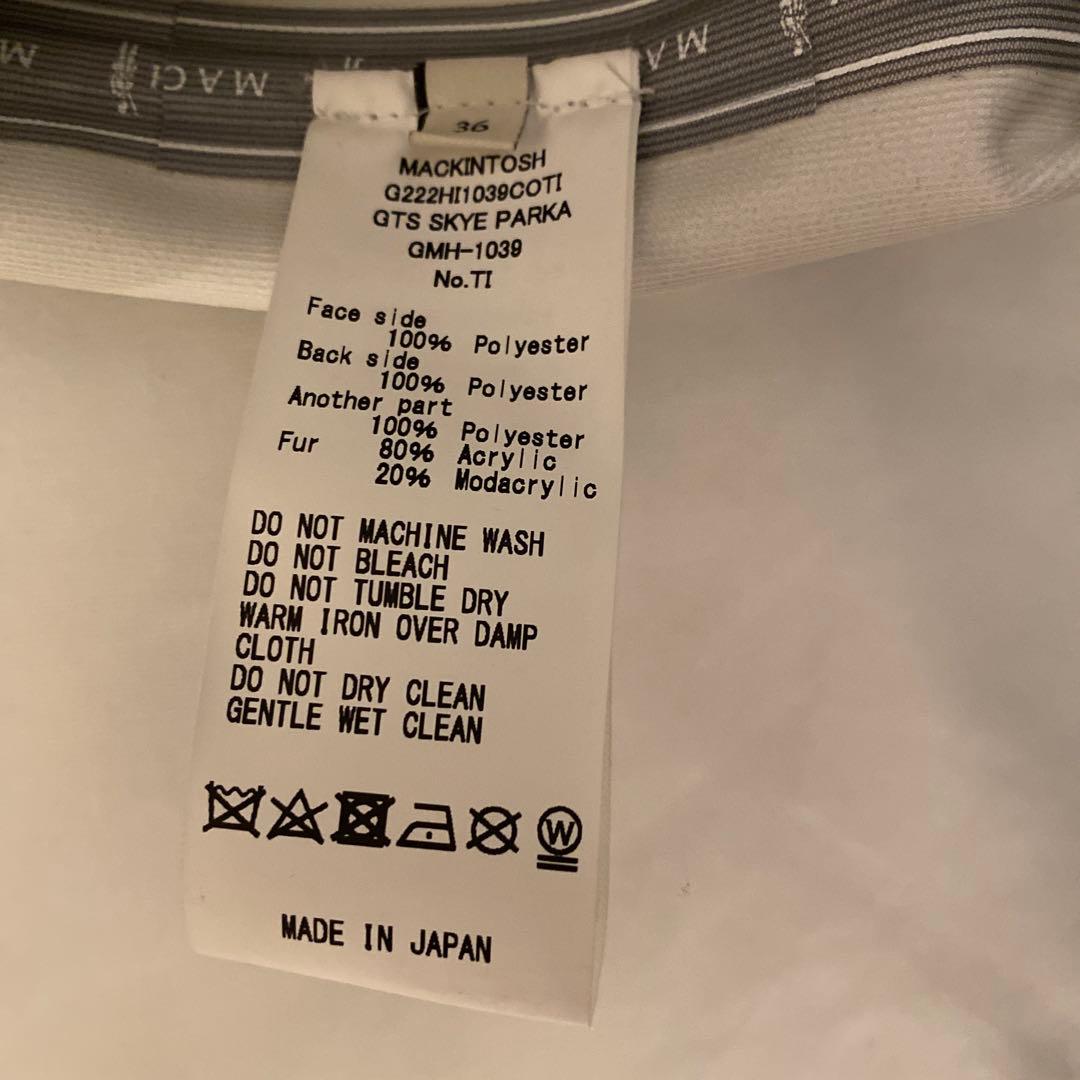 MACI
M
MA
36
MACKINTOSH
G222HI1039COTI
GTS SKYE PARKA
GMH-1039
No.TI
Face side
100% Polyester
Back side
100% Polyester
Another part
100% Polyester
Fur 80% Acrylic
20% Modacrylic
DO NOT MACHINE WASH
DO NOT BLEACH
DO NOT TUMBLE DRY
WARM IRON OVER DAMP
CLOTH
DO NOT DRY CLEAN
GENTLE WET CLEAN
W
MADE IN JAPAN